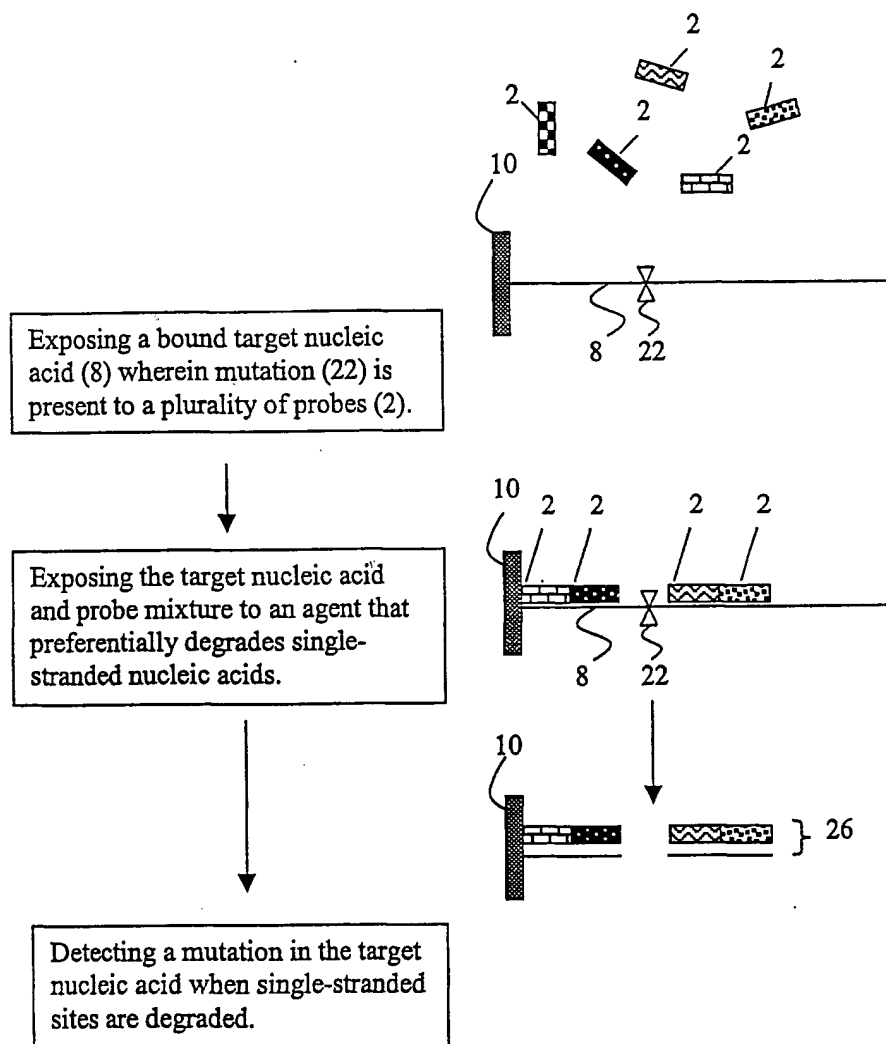 2
2
2
2
2
10
8
22
Exposing a bound target nucleic
acid (8) wherein mutation (22) is
present to a plurality of probes (2).
10
2
2
2
2
8
22
Exposing the target nucleic acid
and probe mixture to an agent that
preferentially degrades single-
stranded nucleic acids.
10
26
Detecting a mutation in the target
nucleic acid when single-stranded
sites are degraded.